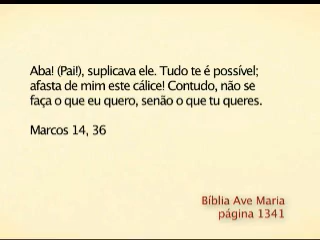 Aba! (Pai!), suplicava ele. Tudo te é possível;
afasta de mim este cálice! Contudo, não se
faça o que eu quero, senão o que tu queres.
Marcos 14, 36
Bíblia Ave Maria
página 1341